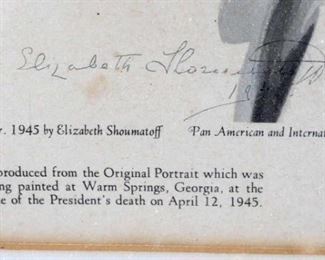 Elizabeth Shoumatoff
r. 1945 by Elizabeth Shoumatoff Pan American and Internat
produced from the Original Portrait which was
ng painted at Warm Springs, Georgia, at the
e of the President's death on April 12, 1945.